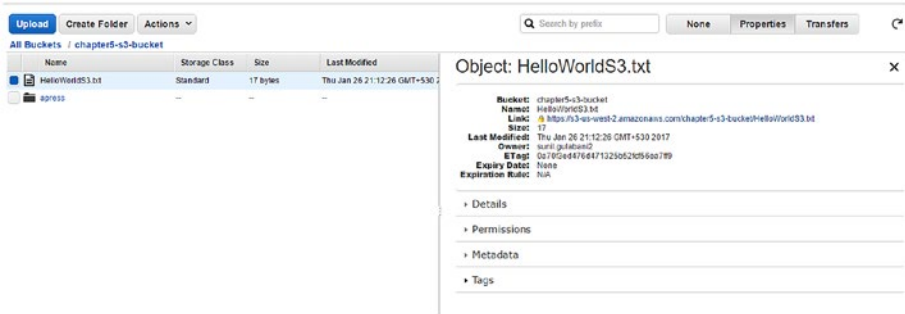 Upload Create Folder Actions Search by prefix None Properties Transfers
All Buckets / chapter5-s3-bucket
Name Storage Class Size Last Modified
HelloWorldS3.txt Standard 17 bytes Thu Jan 26 21:12:26 GMT+530 2
apress -- -- --
Object: HelloWorldS3.txt
Bucket: chapter5-s3-bucket
Name: HelloWorldS3.txt
Link: https://s3-us-west-2.amazonaws.com/chapter5-s3-bucket/HelloWorldS3.txt
Size: 17
Last Modified: Thu Jan 26 21:12:26 GMT+530 2017
Owner: sunil.gulabani2
ETag:
Expiry Date: None
Expiration Rule: N/A
Details
Permissions
Metadata
Tags